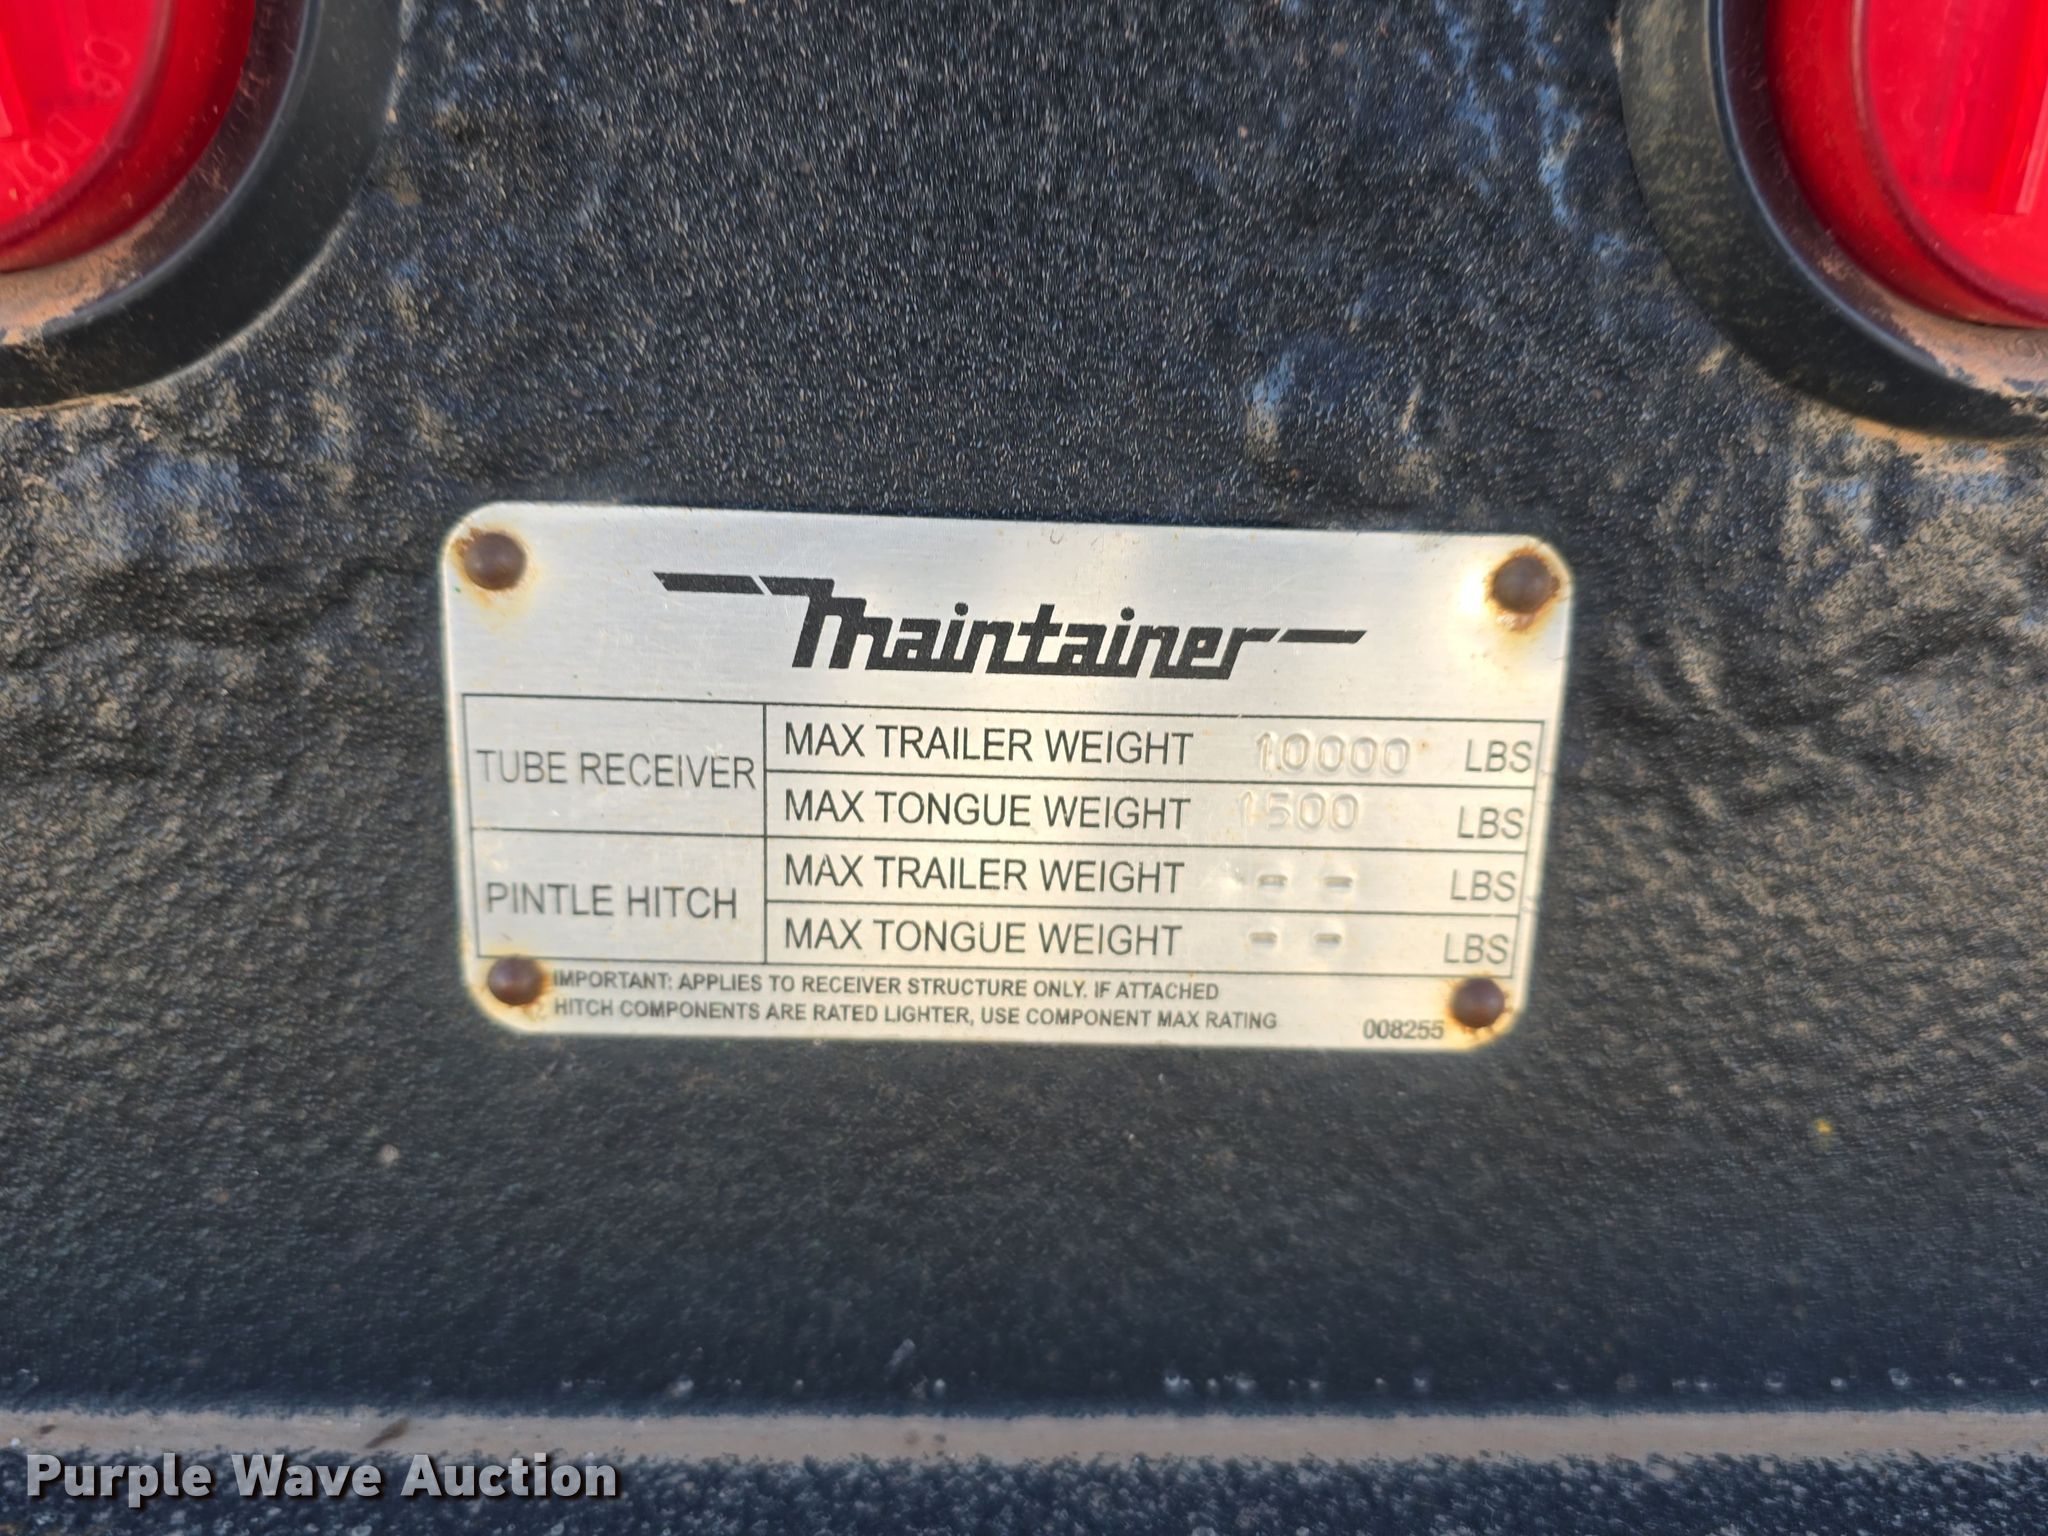 maintainer
TUBE RECEIVER
MAX TRAILER WEIGHT 10000 LBS
MAX TONGUE WEIGHT 1500 LBS
PINTLE HITCH
MAX TRAILER WEIGHT - - LBS
MAX TONGUE WEIGHT - - LBS
IMPORTANT: APPLIES TO RECEIVER STRUCTURE ONLY. IF ATTACHED
HITCH COMPONENTS ARE RATED LIGHTER, USE COMPONENT MAX RATING
008255
Purple Wave Auction